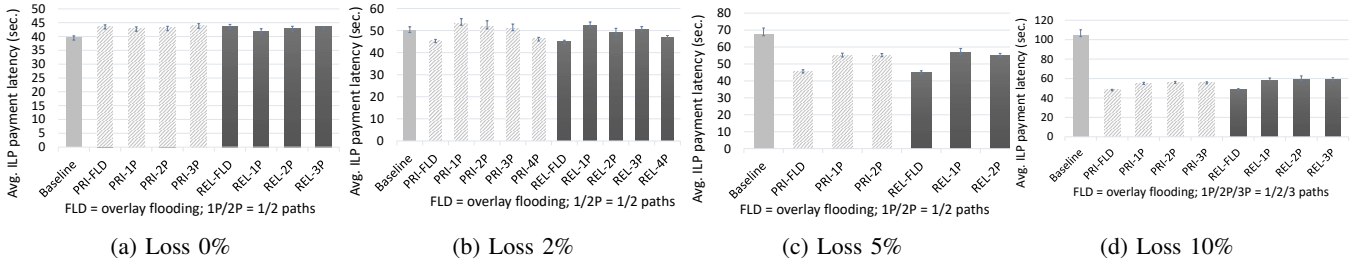 Avg. ILP payment latency (sec.)
50
45
40
35
30
25
20
15
10
5
0
Baseline
PRI-FLD
PRI-1P
PRI-2P
PRI-3P
REL-FLD
REL-1P
REL-2P
REL-3P
FLD = overlay flooding; 1P/2P = 1/2 paths
(a) Loss 0%
Avg. ILP payment latency (sec.)
60
50
40
30
20
10
0
Baseline
PRI-FLD
PRI-1P
PRI-2P
PRI-3P
PRI-4P
REL-FLD
REL-1P
REL-2P
REL-3P
REL-4P
FLD = overlay flooding; 1/2P = 1/2 paths
(b) Loss 2%
Avg. ILP payment latency (sec.)
80
70
60
50
40
30
20
10
0
Baseline
PRI-FLD
PRI-1P
PRI-2P
REL-FLD
REL-1P
REL-2P
FLD = overlay flooding; 1P/2P = 1/2 paths
(c) Loss 5%
Avg. ILP payment latency (sec.)
120
100
80
60
40
20
0
Baseline
PRI-FLD
PRI-1P
PRI-2P
PRI-3P
REL-FLD
REL-1P
REL-2P
REL-3P
FLD = overlay flooding; 1P/2P/3P = 1/2/3 paths
(d) Loss 10%